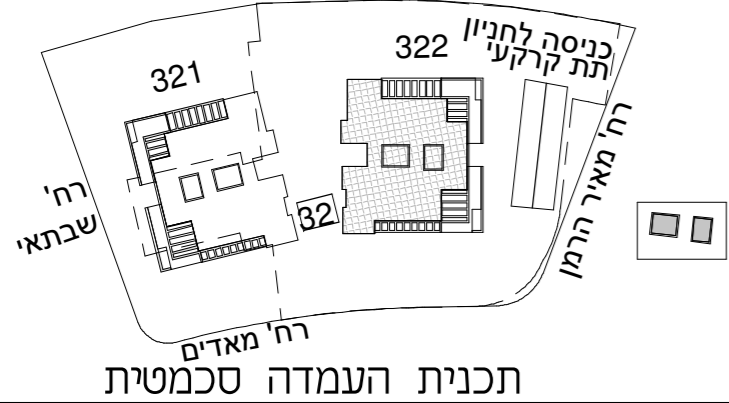 כניסה לחניון
תת קרקעי
322
321
רח' מאיר הרמן
רח'
שבתאי
32
רח' מאדים
תכנית העמדה סכמטית